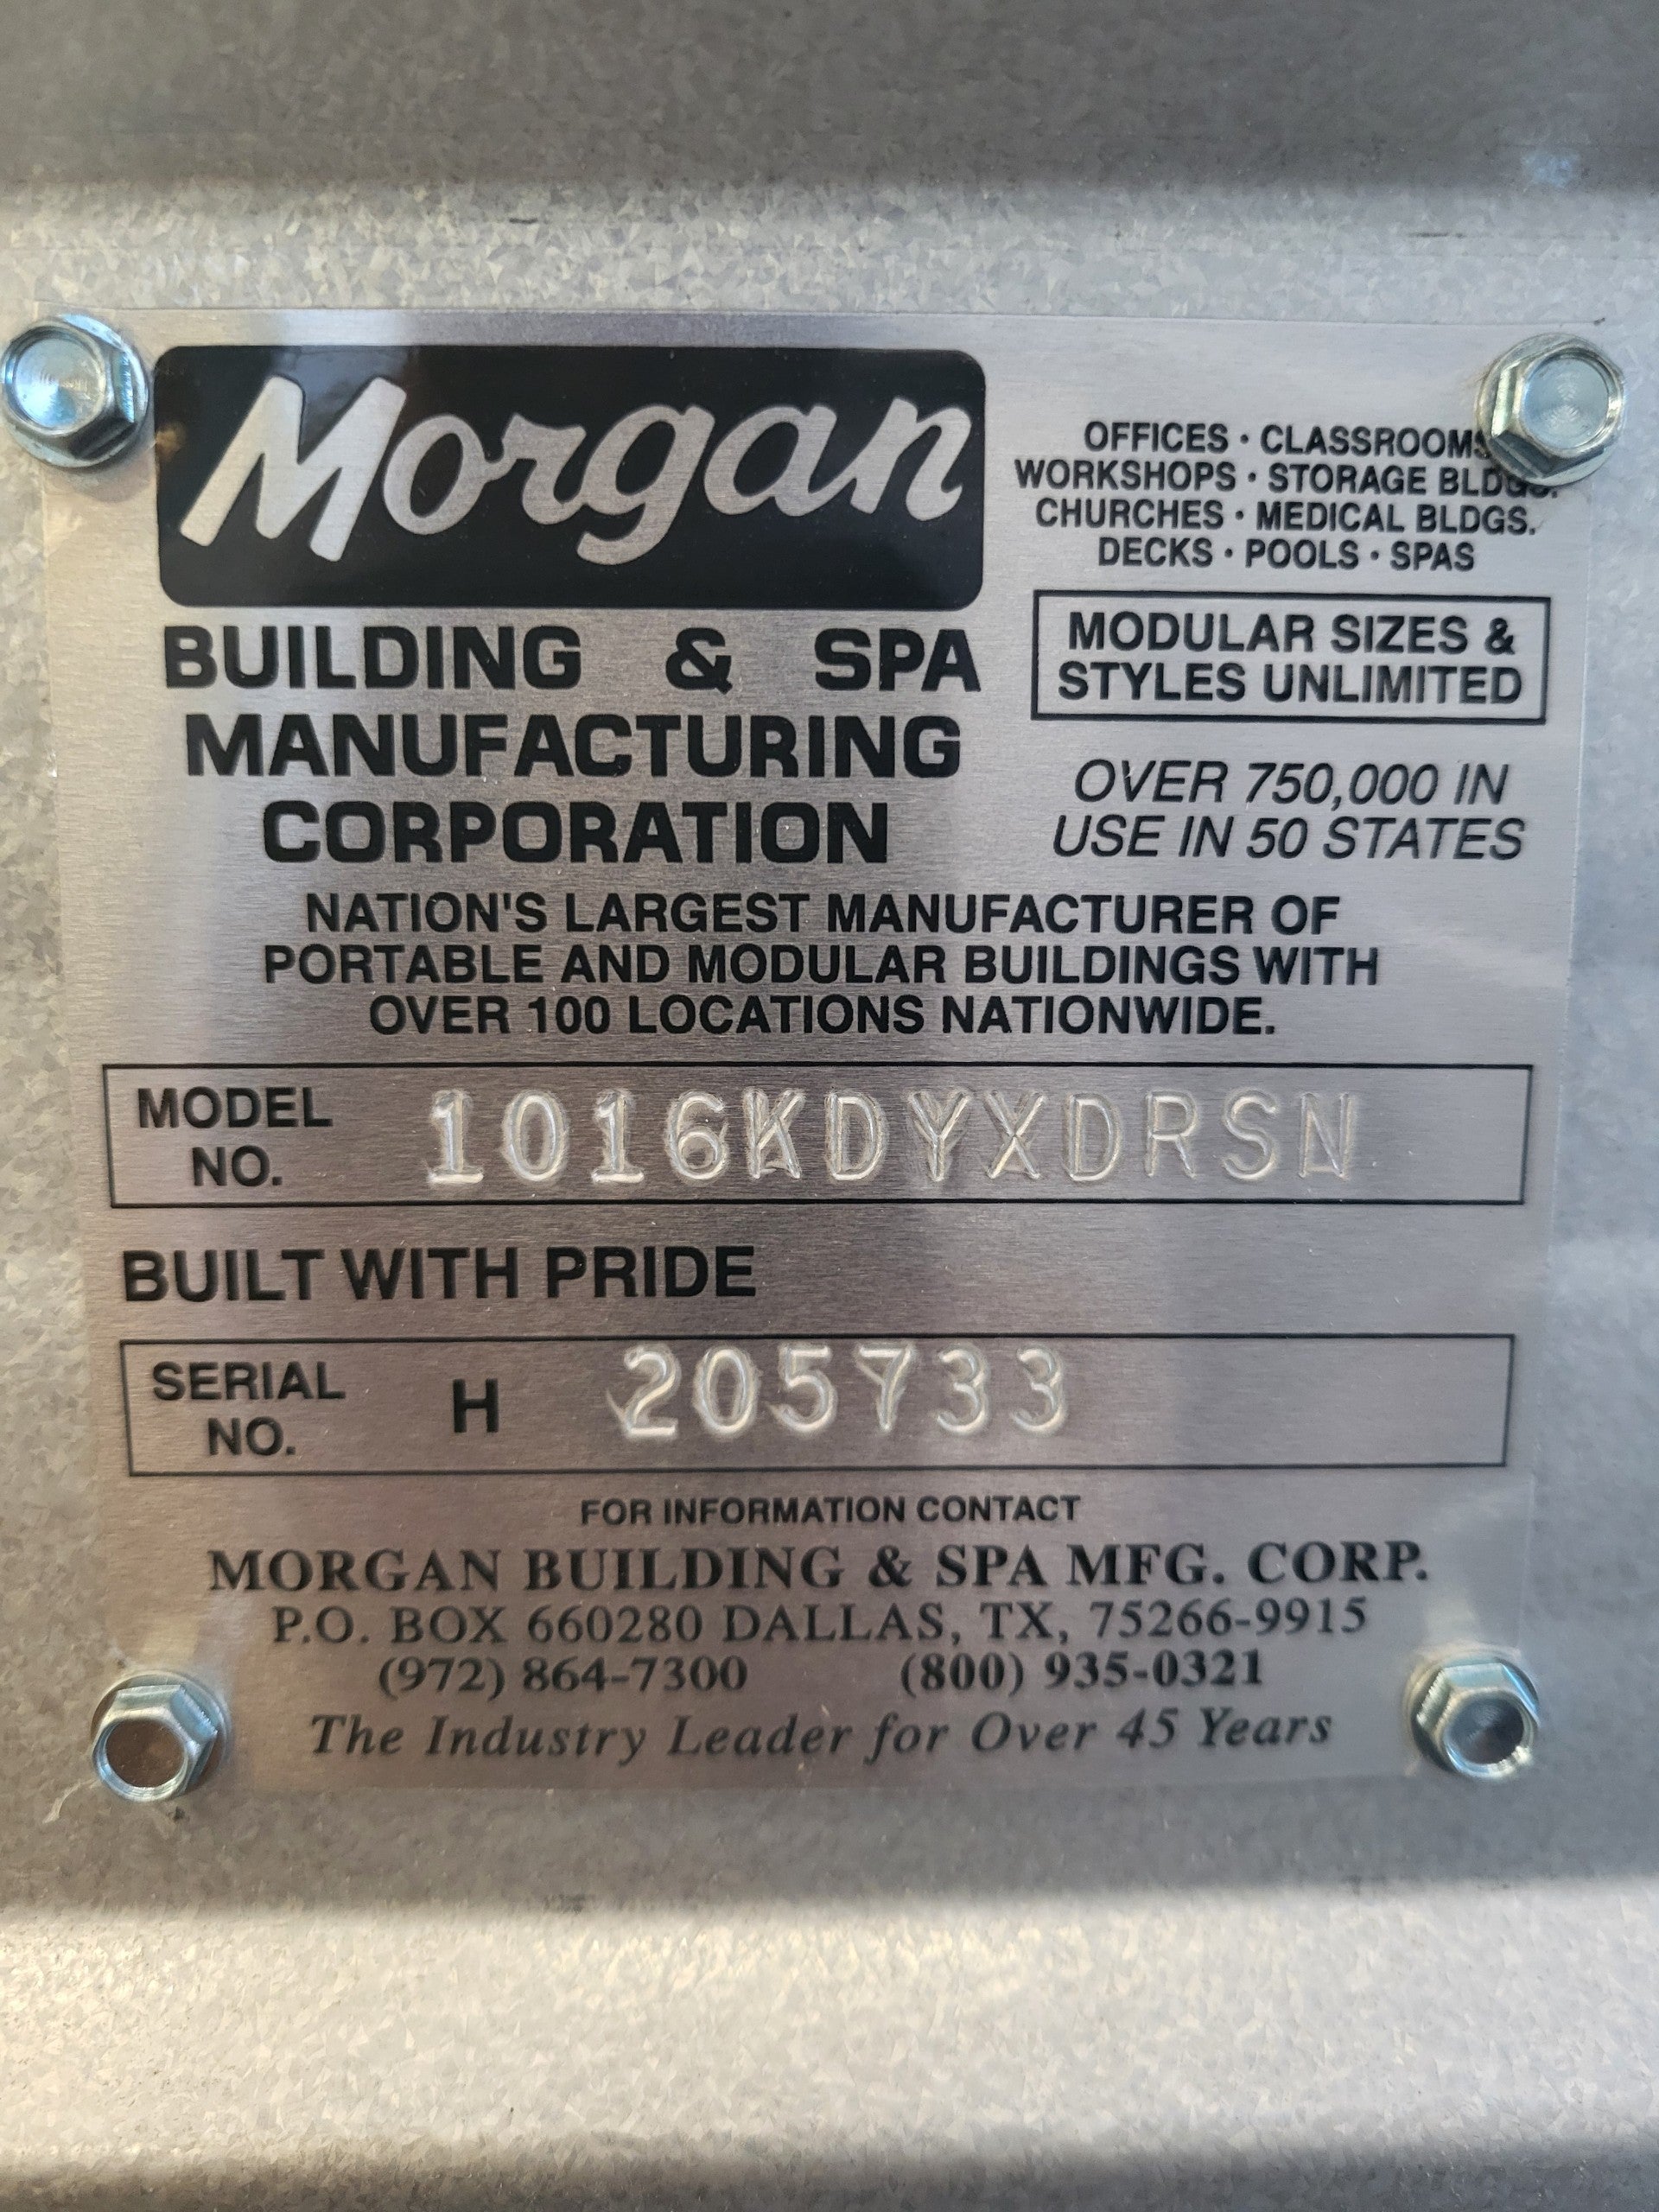 Morgan
BUILDING & SPA
MANUFACTURING
CORPORATION
OFFICES • CLASSROOMS
WORKSHOPS • STORAGE BLDGS.
CHURCHES • MEDICAL BLDGS.
DECKS • POOLS • SPAS
MODULAR SIZES &
STYLES UNLIMITED
OVER 750,000 IN
USE IN 50 STATES
NATION'S LARGEST MANUFACTURER OF
PORTABLE AND MODULAR BUILDINGS WITH
OVER 100 LOCATIONS NATIONWIDE.
MODEL NO. 1016KDYXDRSN
BUILT WITH PRIDE
SERIAL NO. H 205733
FOR INFORMATION CONTACT
MORGAN BUILDING & SPA MFG. CORP.
P.O. BOX 660280 DALLAS, TX, 75266-9915
(972) 864-7300 (800) 935-0321
The Industry Leader for Over 45 Years